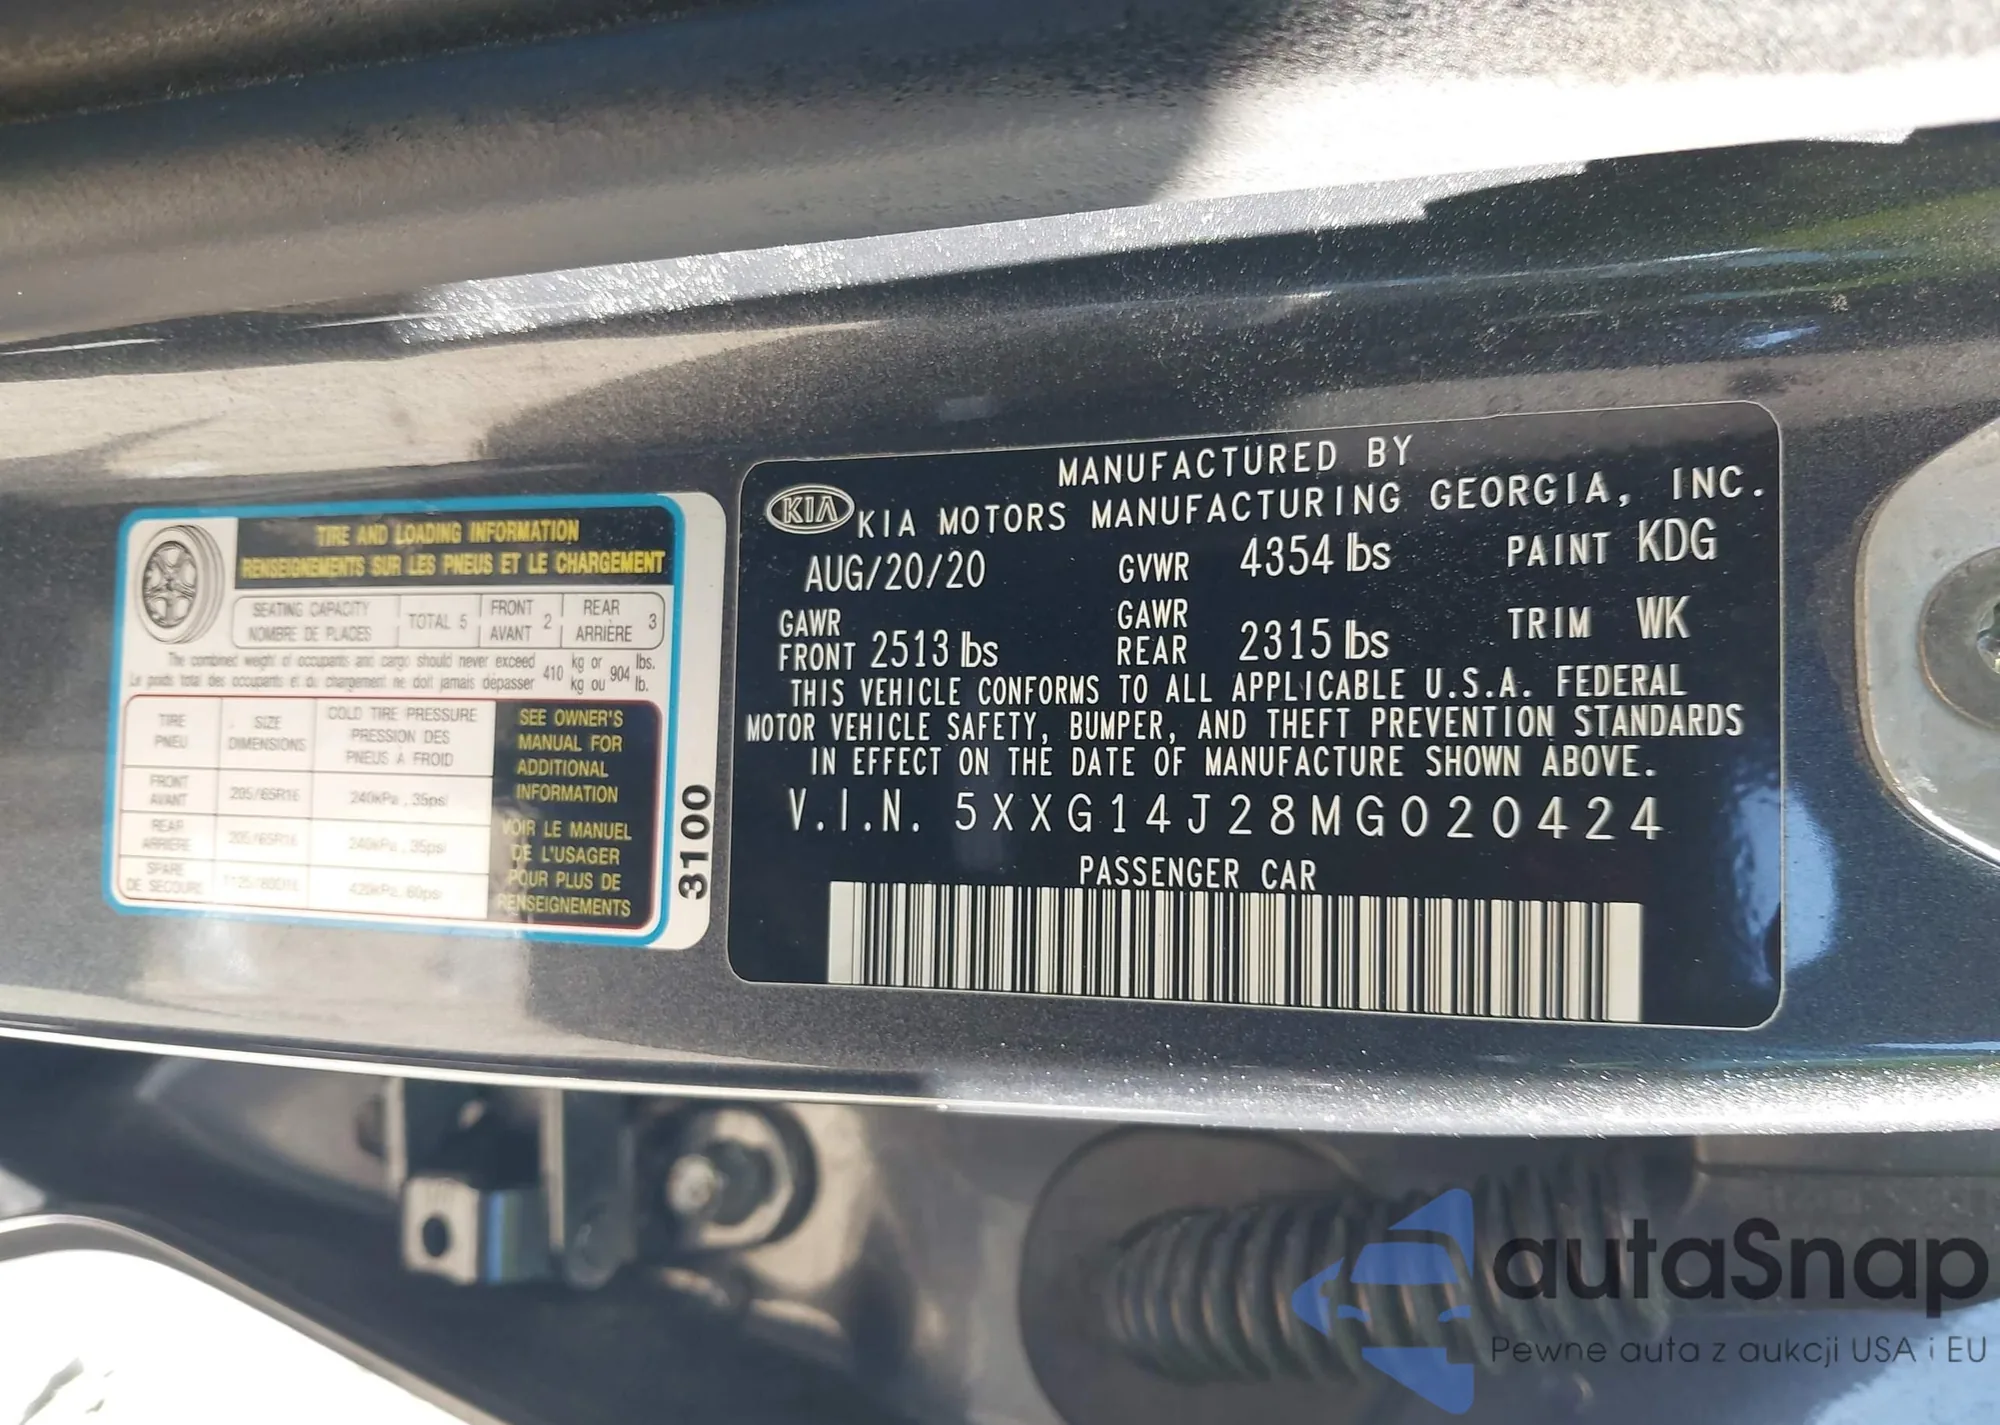 TIRE AND LOADING INFORMATION
RENSEIGNEMENTS SUR LES PNEUS ET LE CHARGEMENT
SEATING CAPACITY
NOMBRE DE PLACES
TOTAL 5
FRONT
AVANT
2
REAR
ARRIÈRE
3
The combined weight of occupants and cargo should never exceed 410 kg or 904 lbs.
Le poids total des occupants et du chargement ne doit jamais dépasser kg ou lb.
TIRE
PNEU
SIZE
DIMENSIONS
COLD TIRE PRESSURE
PRESSION DES
PNEUS À FROID
FRONT
AVANT
205/65R16
240kPa, 35psi
REAR
ARRIÈRE
205/65R16
240kPa, 35psi
SPARE
DE SECOURS
420kPa, 60psi
SEE OWNER'S
MANUAL FOR
ADDITIONAL
INFORMATION
VOIR LE MANUEL
DE L'USAGER
POUR PLUS DE
RENSEIGNEMENTS
3100
MANUFACTURED BY
KIA KIA MOTORS MANUFACTURING GEORGIA, INC.
AUG/20/20 GVWR 4354 lbs PAINT KDG
GAWR
FRONT 2513 lbs
GAWR
REAR 2315 lbs
TRIM WK
THIS VEHICLE CONFORMS TO ALL APPLICABLE U.S.A. FEDERAL
MOTOR VEHICLE SAFETY, BUMPER, AND THEFT PREVENTION STANDARDS
IN EFFECT ON THE DATE OF MANUFACTURE SHOWN ABOVE.
V.I.N. 5XXG14J28MG020424
PASSENGER CAR
autaSnap
Pewne auta z aukcji USA i EU